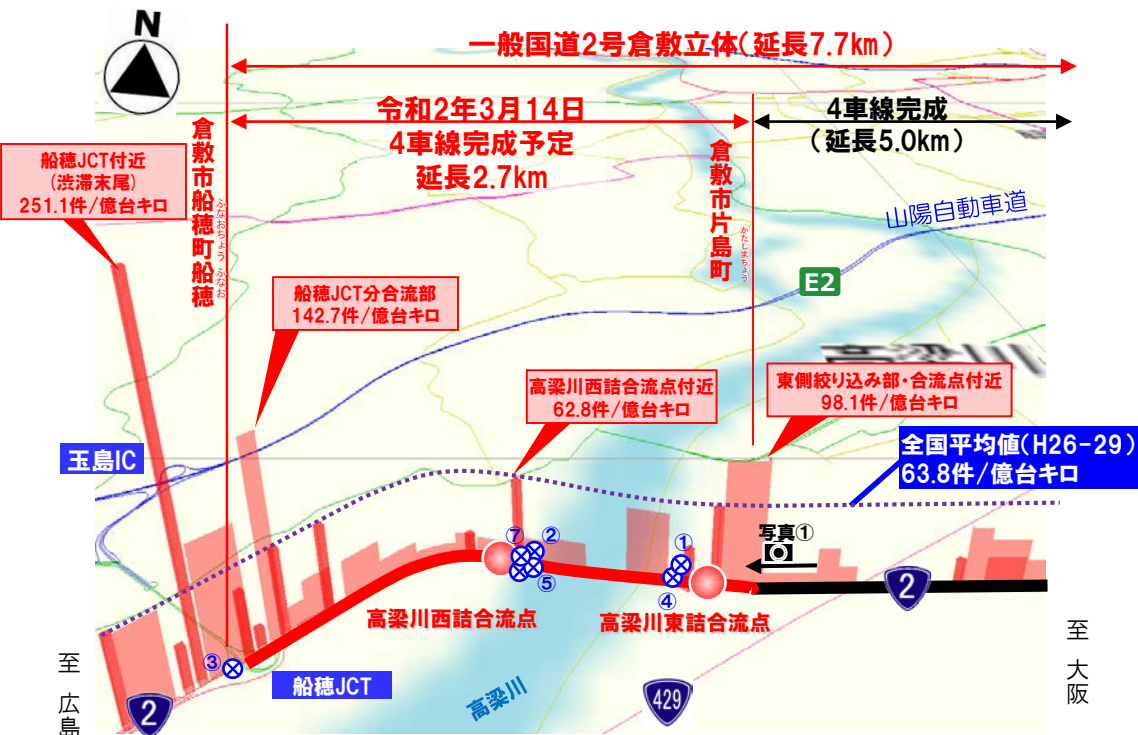 N
一般国道2号倉敷立体(延長7.7km)
令和2年3月14日
4車線完成予定
延長2.7km
4車線完成
(延長5.0km)
船穂JCT付近
(渋滞末尾)
251.1件/億台キロ
倉敷市船穂町船穂
ふなおちょう ふなお
倉敷市片島町
かたしまちょう
山陽自動車道
E2
船穂JCT分合流部
142.7件/億台キロ
高梁川
高梁川西詰合流点付近
62.8件/億台キロ
東側絞り込み部・合流点付近
98.1件/億台キロ
全国平均値(H26-29)
63.8件/億台キロ
玉島IC
写真①
⑦
②
①
⑤
④
2
高梁川西詰合流点
高梁川東詰合流点
③
船穂JCT
至 広島
2
高梁川
429
至 大阪